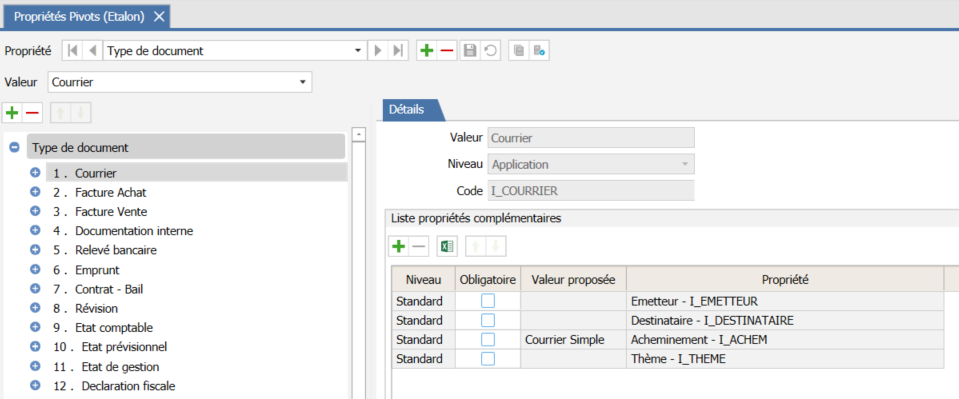 Propriétés Pivots (Etalon)
Propriété Type de document
Valeur Courrier
Type de document
1 . Courrier
2 . Facture Achat
3 . Facture Vente
4 . Documentation interne
5 . Relevé bancaire
6 . Emprunt
7 . Contrat - Bail
8 . Révision
9 . Etat comptable
10 . Etat prévisionnel
11 . Etat de gestion
12 . Declaration fiscale
Détails
Valeur Courrier
Niveau Application
Code I_COURRIER
Liste propriétés complémentaires
Niveau Obligatoire Valeur proposée Propriété
Standard Emetteur - I_EMETTEUR
Standard Destinataire - I_DESTINATAIRE
Standard Courrier Simple Acheminement - I_ACHEM
Standard Thème - I_THEME